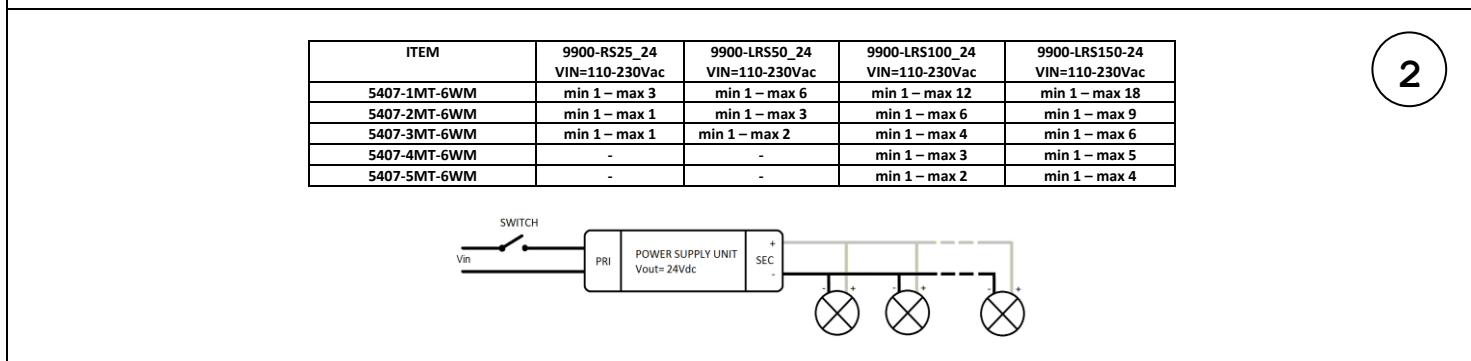 ITEM 9900-RS25_24 9900-LRS50_24 9900-LRS100_24 9900-LRS150-24
VIN=110-230Vac VIN=110-230Vac VIN=110-230Vac VIN=110-230Vac
5407-1MT-6WM min 1 – max 3 min 1 – max 6 min 1 – max 12 min 1 – max 18
5407-2MT-6WM min 1 – max 1 min 1 – max 3 min 1 – max 6 min 1 – max 9
5407-3MT-6WM min 1 – max 1 min 1 – max 2 min 1 – max 4 min 1 – max 6
5407-4MT-6WM - - min 1 – max 3 min 1 – max 5
5407-5MT-6WM - - min 1 – max 2 min 1 – max 4
2
SWITCH
Vin
PRI
POWER SUPPLY UNIT
Vout= 24Vdc
SEC
+
-
- + - + - +